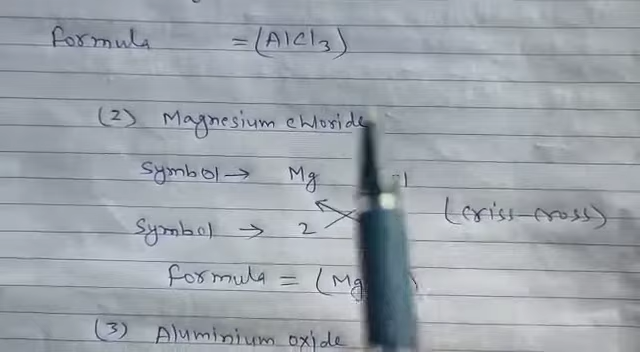 Formula = (AlCl3)
(2) Magnesium chloride
Symbol → Mg
Symbol → 2 (criss-cross)
Formula = (Mg )
(3) Aluminium oxide